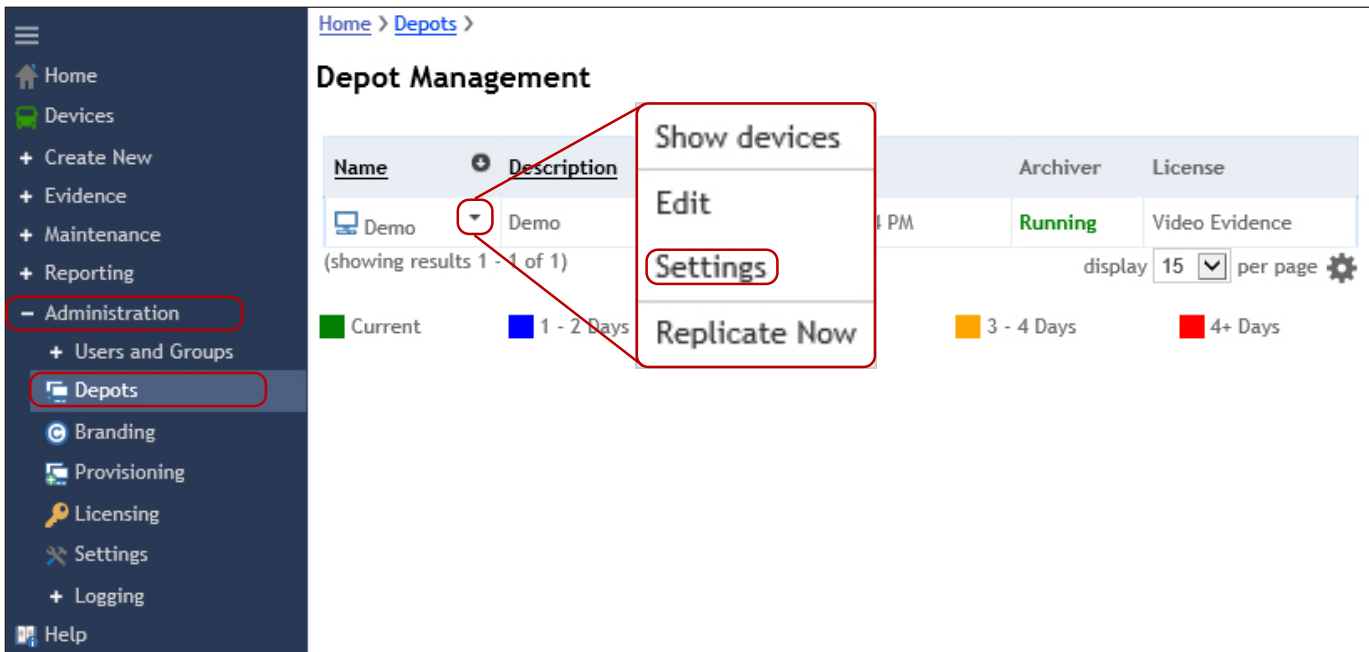 Home > Depots >
Home
Devices
+ Create New
+ Evidence
+ Maintenance
+ Reporting
− Administration
+ Users and Groups
Depots
Branding
Provisioning
Licensing
Settings
+ Logging
Help
Depot Management
Name Description Archiver License
Demo Demo PM Running Video Evidence
(showing results 1 - 1 of 1) display 15 per page
Current 1 - 2 Days 3 - 4 Days 4+ Days
Show devices
Edit
Settings
Replicate Now